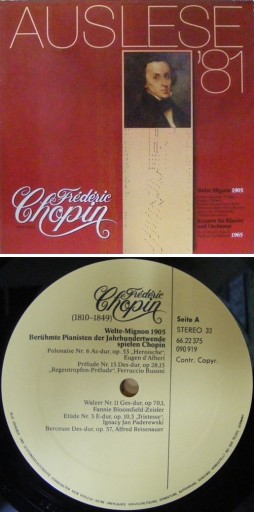 AUSLESE
'81
Frédéric
Chopin
Welte-Mignon 1905
Konzert für Klavier
und Orchester
1965
Frédéric
Chopin
(1810-1849)
Welte-Mignon 1905
Berühmte Pianisten der Jahrhundertwende
spielen Chopin
Polonaise Nr. 6 As-dur, op. 53 „Heroische“;
Eugen d'Albert
Prélude Nr. 15 Des-dur op 28,15
„Regentropfen-Prélude“, Ferruccio Busoni
Seite A
STEREO 33
66.22 375
090 919
Contr. Copyr.
Walzer Nr. 11 Ges-dur, op 70,1,
Fannie Bloomfield Zeisler
Etüde Nr. 3 E-dur, op. 10,3 „Tristesse“;
Ignacy Jan Paderewski
Berceuse Des-dur, op. 57, Alfred Reisenauer